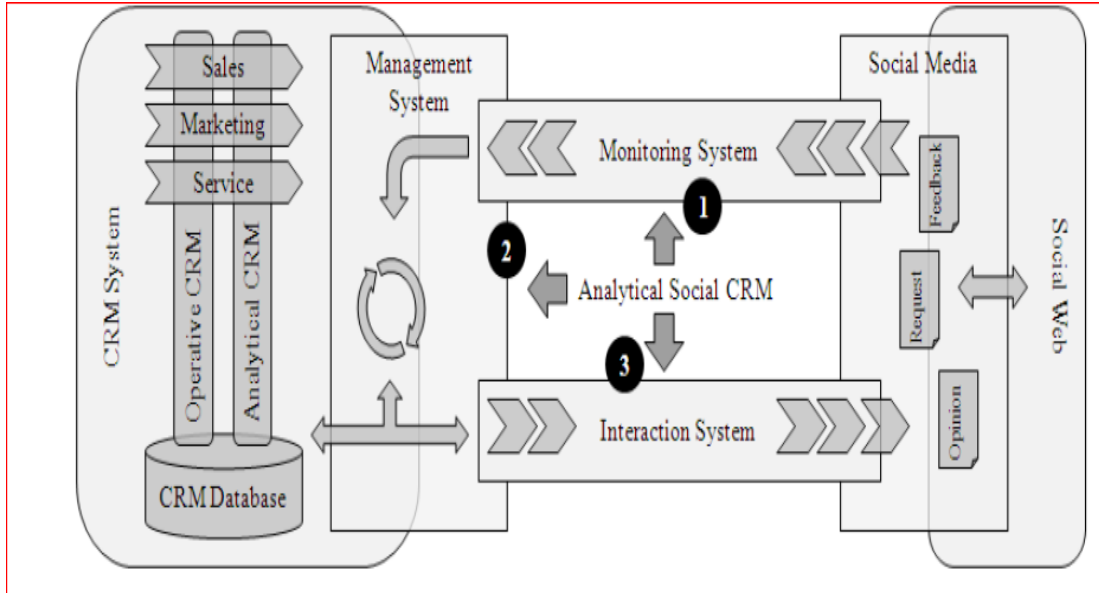 Sales
Marketing
Service
CRM System
Operative CRM
Analytical CRM
CRM Database
Management
System
Monitoring System
1
2
Analytical Social CRM
3
Interaction System
Social Media
Feedback
Request
Opinion
Social Web